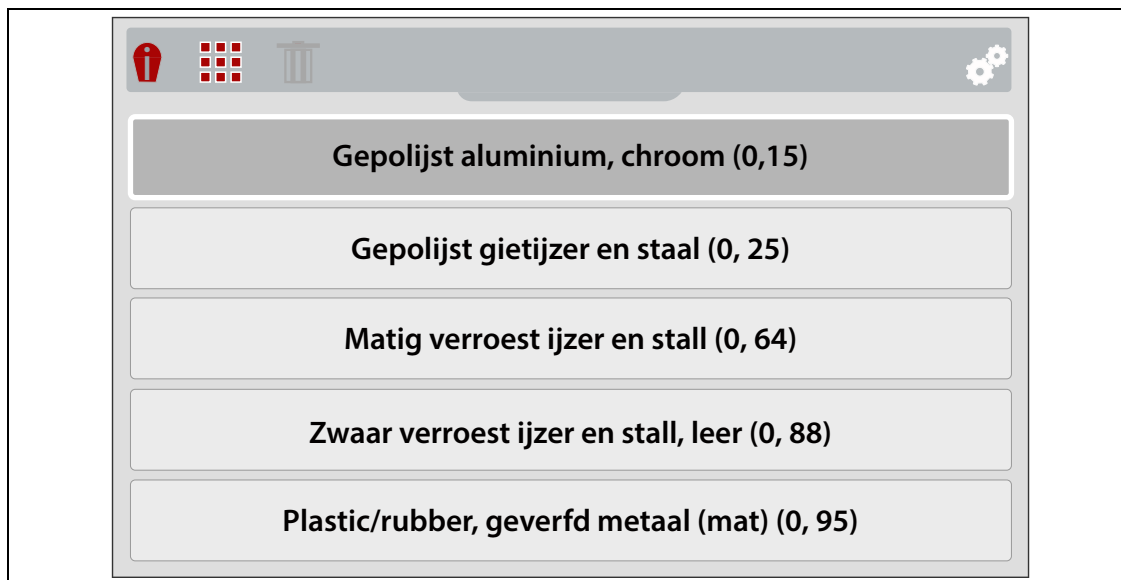 Gepolijst aluminium, chroom (0,15)
Gepolijst gietijzer en staal (0, 25)
Matig verroest ijzer en stall (0, 64)
Zwaar verroest ijzer en stall, leer (0, 88)
Plastic/rubber, geverfd metaal (mat) (0, 95)